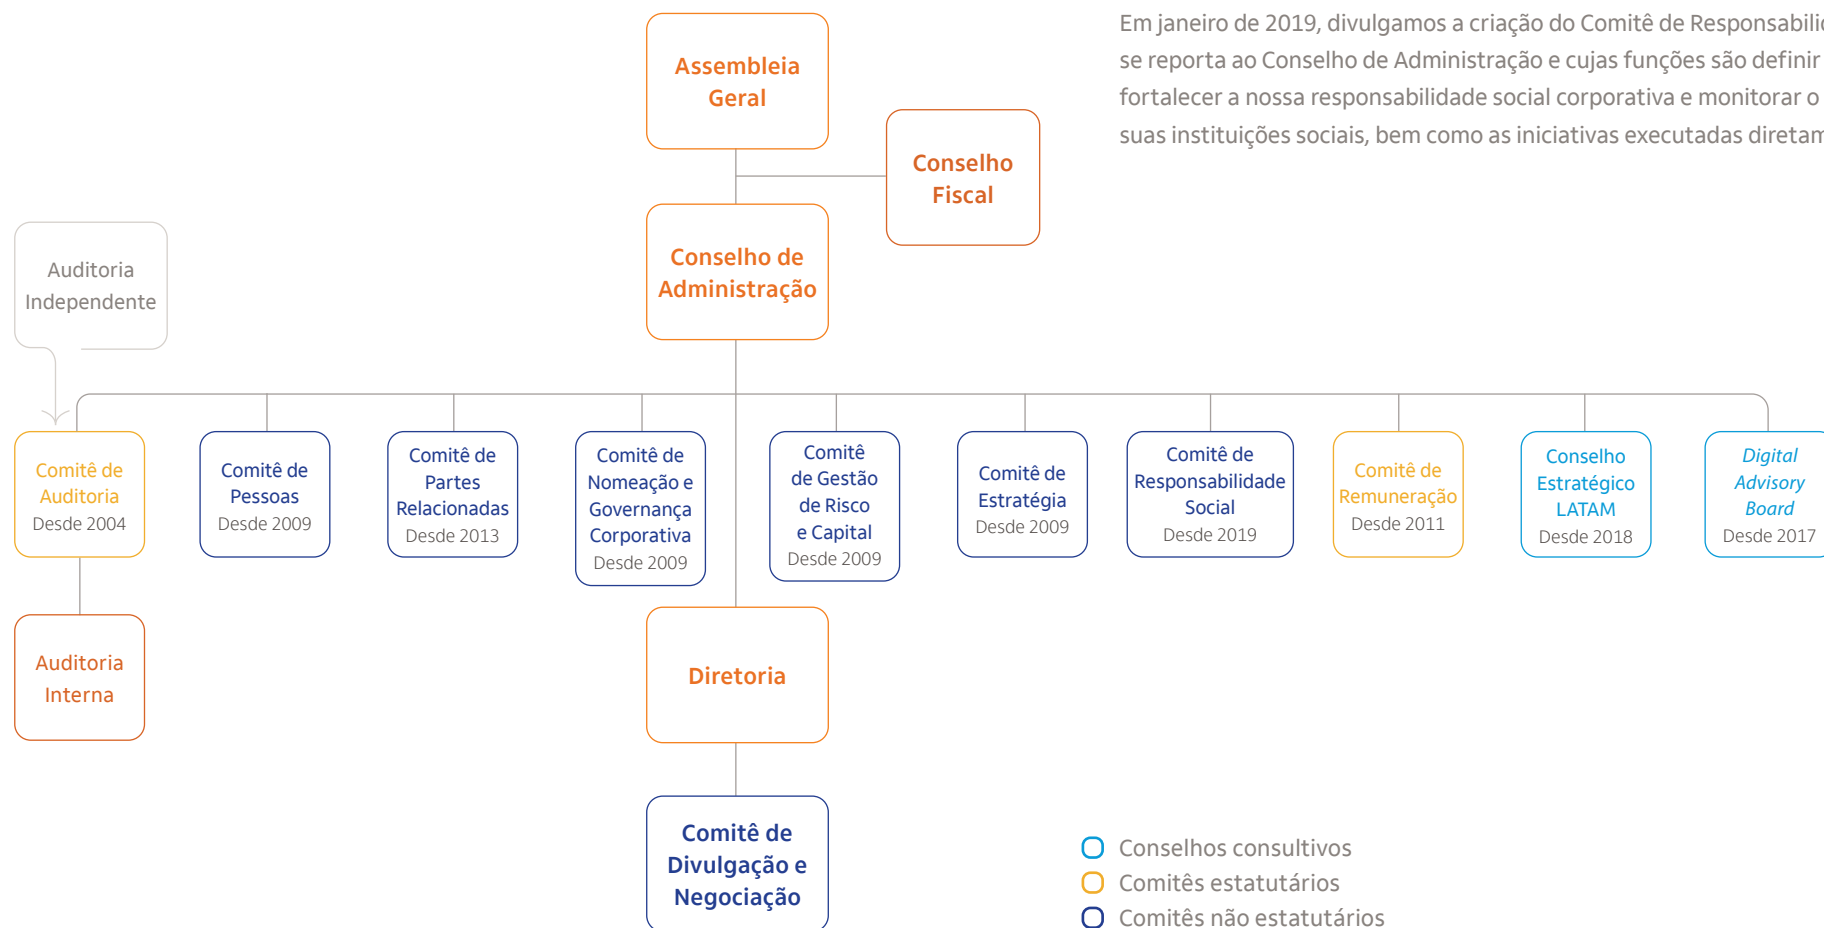 Em janeiro de 2019, divulgamos a criação do Comitê de
se reporta ao Conselho de Administração e cujas funções são definir
fortalecer a nossa responsabilidade social corporativa e monitorar o
suas instituições sociais, bem como as iniciativas executadas
Assembleia
Geral
Conselho
Fiscal
Conselho de
Administração
Auditoria
Independente
Comitê de
Auditoria
Desde 2004
Comitê de
Pessoas
Desde 2009
Comitê de
Partes
Relacionadas
Desde 2013
Comitê de
Nomeação e
Governança
Corporativa
Desde 2009
Comitê
de Gestão
de Risco
e Capital
Desde 2009
Comitê de
Estratégia
Desde 2009
Comitê de
Responsabilidade
Social
Desde 2019
Comitê de
Remuneração
Desde 2011
Conselho
Estratégico
LATAM
Desde 2018
Digital
Advisory
Board
Desde 2017
Auditoria
Interna
Diretoria
Comitê de
Divulgação e
Negociação
Conselhos consultivos
Comitês estatutários
Comitês não estatutários